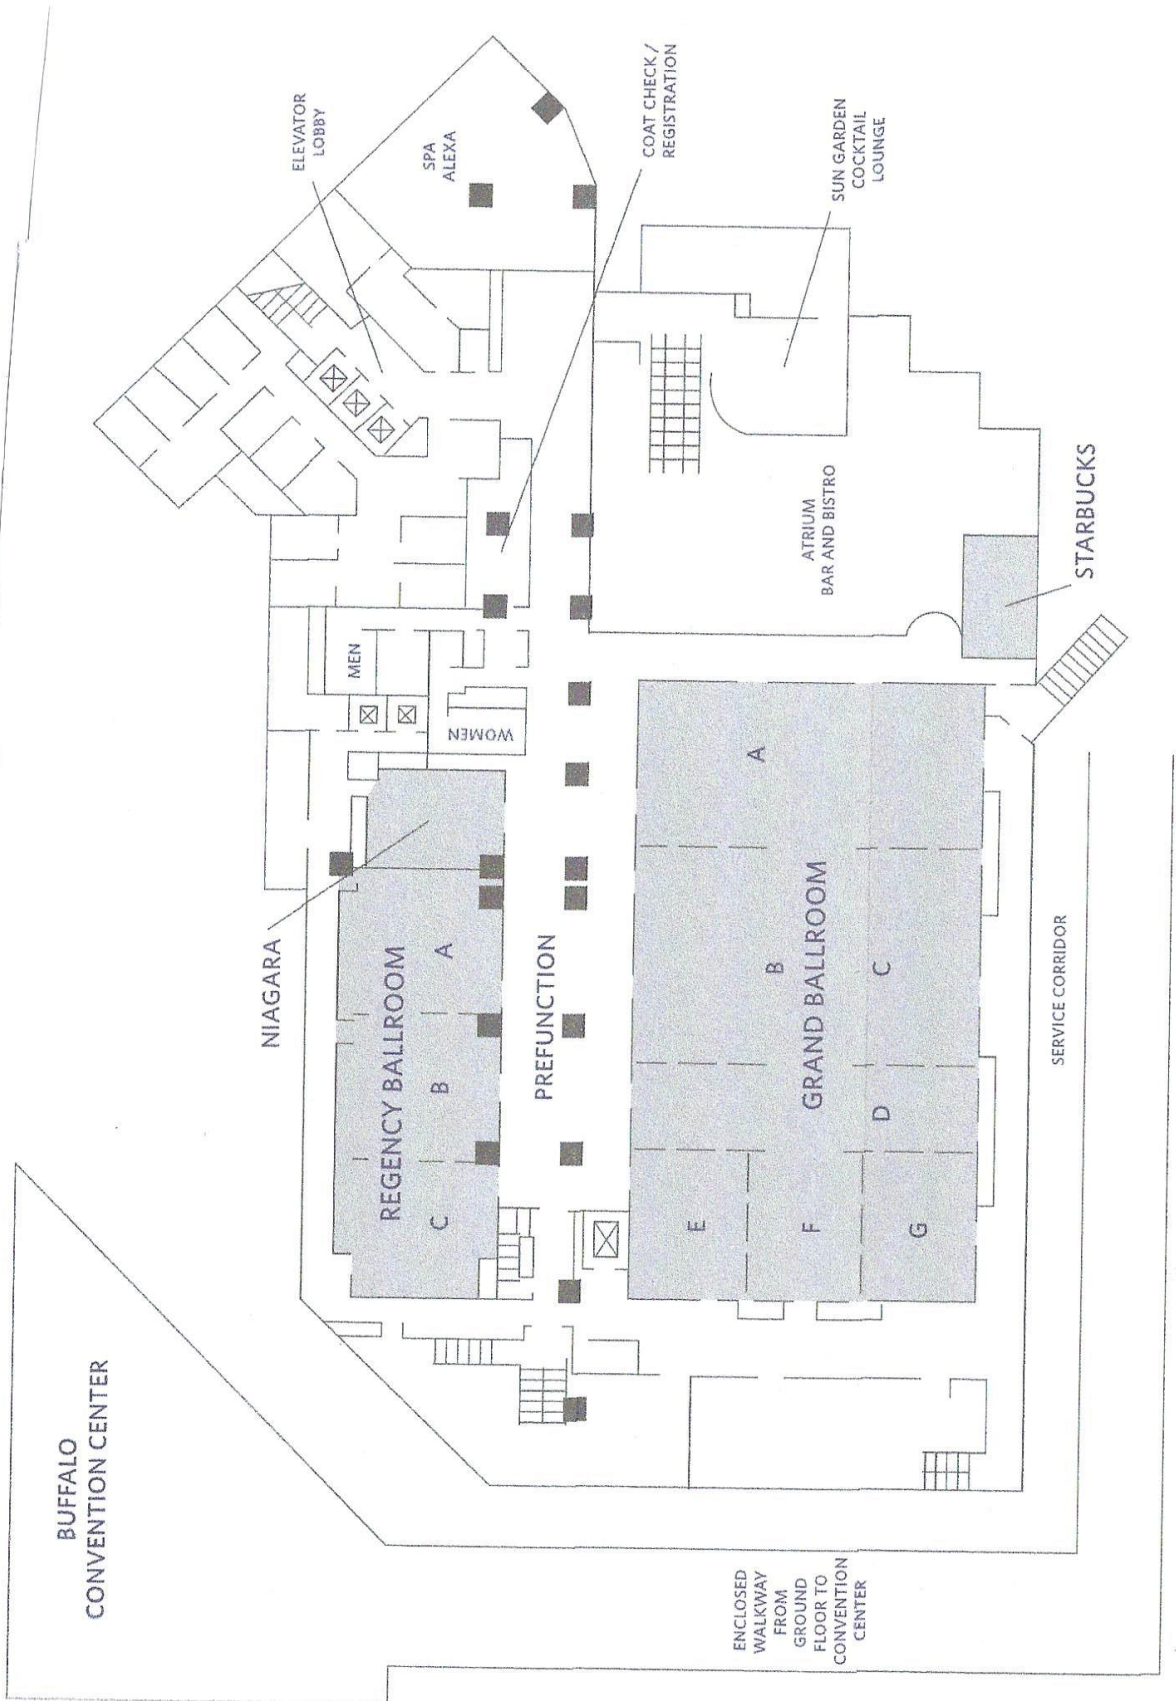 BUFFALO
CONVENTION CENTER
NIAGARA
ELEVATOR
LOBBY
SPA
ALEXA
MEN
WOMEN
REGENCY BALLROOM
C
B
A
PREFUNCTION
COAT CHECK /
REGISTRATION
ENCLOSED
WALKWAY
FROM
GROUND
FLOOR TO
CONVENTION
CENTER
E
F
G
B
A
GRAND BALLROOM
D
C
ATRIUM
BAR AND BISTRO
SUN GARDEN
COCKTAIL
LOUNGE
STARBUCKS
SERVICE CORRIDOR